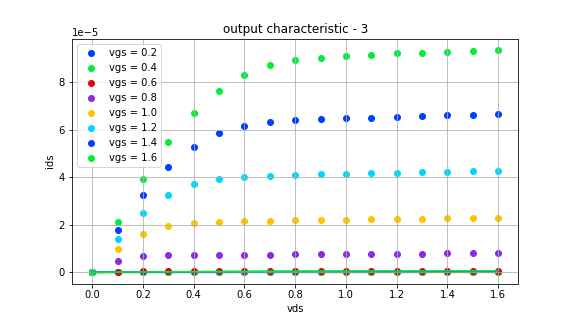 output characteristic - 3
1e−5
vgs = 0.2
vgs = 0.4
vgs = 0.6
vgs = 0.8
vgs = 1.0
vgs = 1.2
vgs = 1.4
vgs = 1.6
8
6
4
2
0
ids
0.0 0.2 0.4 0.6 0.8 1.0 1.2 1.4 1.6
vds